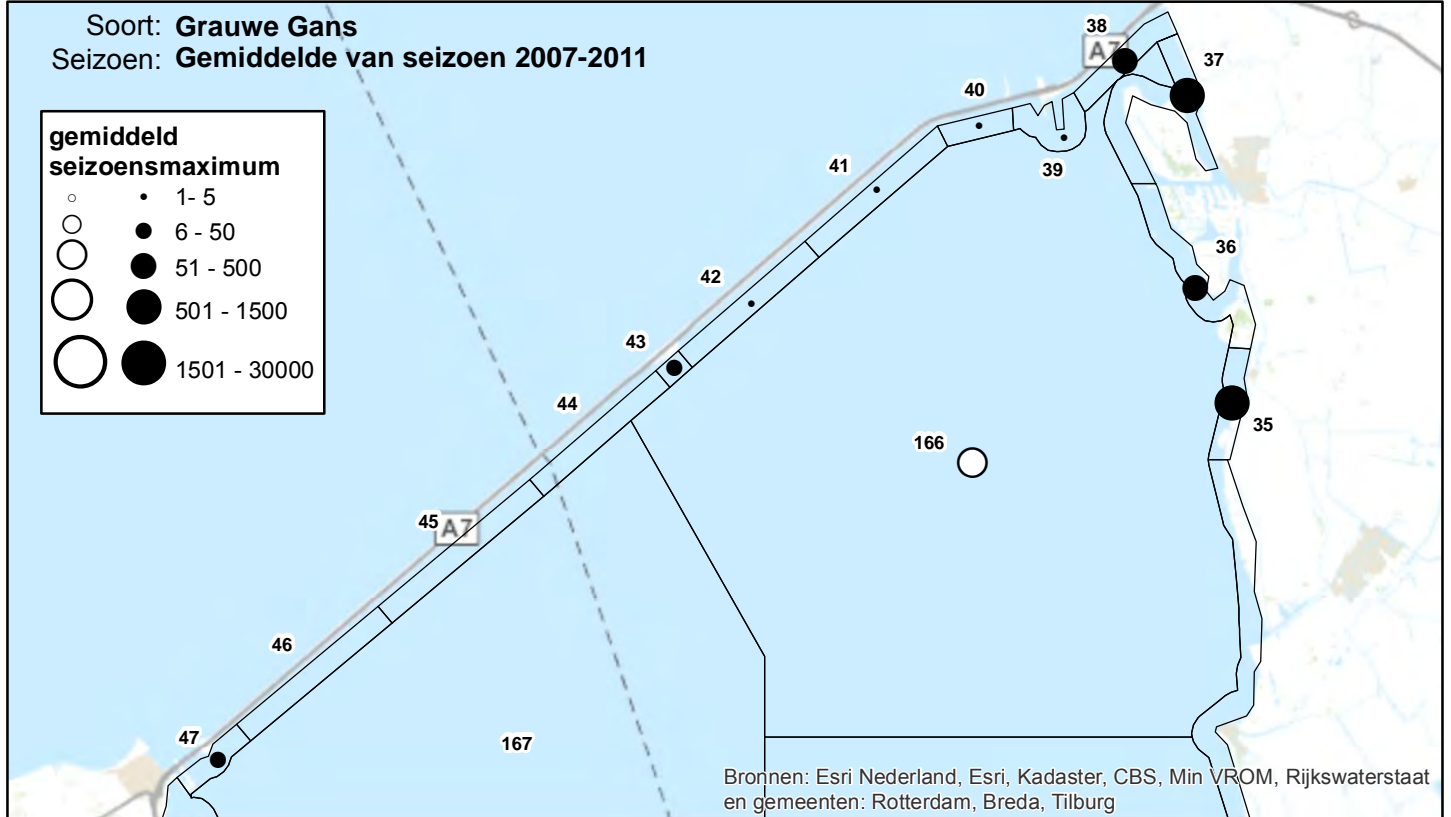 Soort: Grauwe Gans
Seizoen: Gemiddelde van seizoen 2007-2011
gemiddeld
seizoensmaximum
1- 5
6 - 50
51 - 500
501 - 1500
1501 - 30000
38
A7
37
40
39
41
36
42
43
35
44
166
45
A7
46
47
167
Bronnen: Esri Nederland, Esri, Kadaster, CBS, Min VROM, Rijkswaterstaat
en gemeenten: Rotterdam, Breda, Tilburg